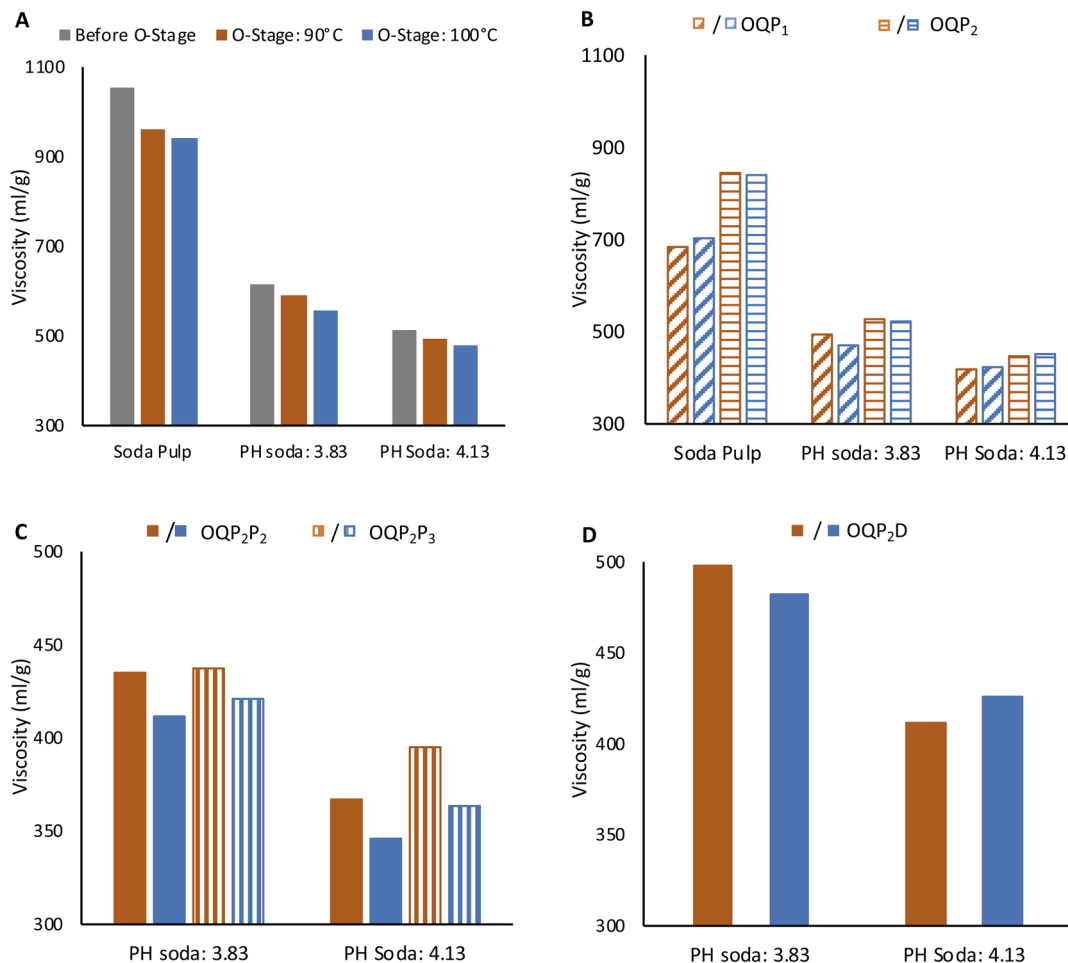 A
Before O-Stage O-Stage: 90°C O-Stage: 100°C
Viscosity (ml/g)
1100
900
700
500
300
Soda Pulp PH soda: 3.83 PH Soda: 4.13
B
/ OQP₁ / OQP₂
Viscosity (ml/g)
1100
900
700
500
300
Soda Pulp PH soda: 3.83 PH Soda: 4.13
C
/ OQP₂P₂ / OQP₂P₃
Viscosity (ml/g)
500
450
400
350
300
PH soda: 3.83 PH Soda: 4.13
D
/ OQP₂D
Viscosity (ml/g)
500
450
400
350
300
PH soda: 3.83 PH Soda: 4.13